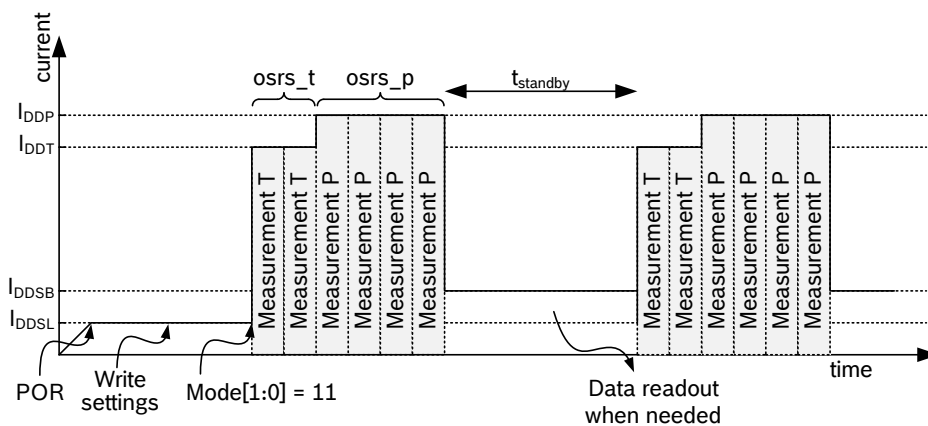 current
osrs_t
osrs_p
t_standby
I_DDP
I_DDT
Measurement T
Measurement T
Measurement P
Measurement P
Measurement P
Measurement P
Measurement T
Measurement T
Measurement P
Measurement P
Measurement P
Measurement P
I_DDSB
I_DDSL
time
POR
Write
settings
Mode[1:0] = 11
Data readout
when needed